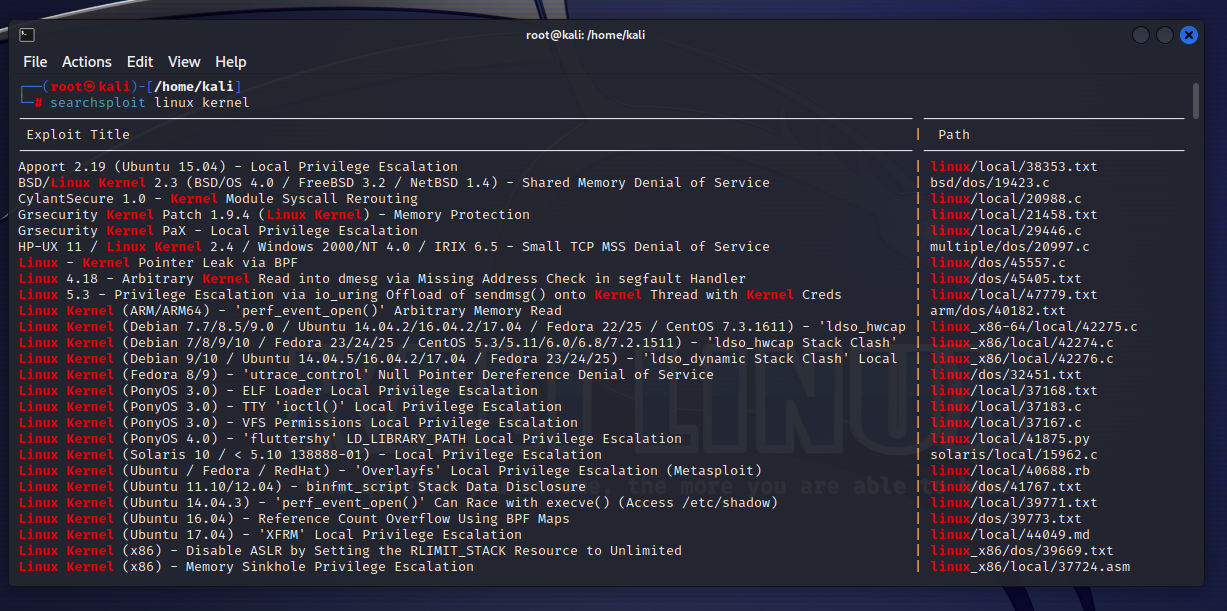 root@kali: /home/kali
File Actions Edit View Help
┌──(root㉿kali)-[/home/kali]
└─# searchsploit linux kernel
Exploit Title | Path
Apport 2.19 (Ubuntu 15.04) - Local Privilege Escalation | linux/local/38353.txt
BSD/Linux Kernel 2.3 (BSD/OS 4.0 / FreeBSD 3.2 / NetBSD 1.4) - Shared Memory Denial of Service | bsd/dos/19423.c
CylantSecure 1.0 - Kernel Module Syscall Rerouting | linux/local/20988.c
Grsecurity Kernel Patch 1.9.4 (Linux Kernel) - Memory Protection | linux/local/21458.txt
Grsecurity Kernel PaX - Local Privilege Escalation | linux/local/29446.c
HP-UX 11 / Linux Kernel 2.4 / Windows 2000/NT 4.0 / IRIX 6.5 - Small TCP MSS Denial of Service | multiple/dos/20997.c
Linux - Kernel Pointer Leak via BPF | linux/dos/45557.c
Linux 4.18 - Arbitrary Kernel Read into dmesg via Missing Address Check in segfault Handler | linux/dos/45405.txt
Linux 5.3 - Privilege Escalation via io_uring Offload of sendmsg() onto Kernel Thread with Kernel Creds | linux/local/47779.txt
Linux Kernel (ARM/ARM64) - 'perf_event_open()' Arbitrary Memory Read | arm/dos/40182.txt
Linux Kernel (Debian 7.7/8.5/9.0 / Ubuntu 14.04.2/16.04.2/17.04 / Fedora 22/25 / CentOS 7.3.1611) - 'ldso_hwcap | linux_x86-64/local/42275.c
Linux Kernel (Debian 7/8/9/10 / Fedora 23/24/25 / CentOS 5.3/5.11/6.0/6.8/7.2.1511) - 'ldso_hwcap Stack Clash' | linux_x86/local/42274.c
Linux Kernel (Debian 9/10 / Ubuntu 14.04.5/16.04.2/17.04 / Fedora 23/24/25) - 'ldso_dynamic Stack Clash' Local | linux_x86/local/42276.c
Linux Kernel (Fedora 8/9) - 'utrace_control' Null Pointer Dereference Denial of Service | linux/dos/32451.txt
Linux Kernel (PonyOS 3.0) - ELF Loader Local Privilege Escalation | linux/local/37168.txt
Linux Kernel (PonyOS 3.0) - TTY 'ioctl()' Local Privilege Escalation | linux/local/37183.c
Linux Kernel (PonyOS 3.0) - VFS Permissions Local Privilege Escalation | linux/local/37167.c
Linux Kernel (PonyOS 4.0) - 'fluttershy' LD_LIBRARY_PATH Local Privilege Escalation | linux/local/41875.py
Linux Kernel (Solaris 10 / < 5.10 138888-01) - Local Privilege Escalation | solaris/local/15962.c
Linux Kernel (Ubuntu / Fedora / RedHat) - 'Overlayfs' Local Privilege Escalation (Metasploit) | linux/local/40688.rb
Linux Kernel (Ubuntu 11.10/12.04) - binfmt_script Stack Data Disclosure | linux/dos/41767.txt
Linux Kernel (Ubuntu 14.04.3) - 'perf_event_open()' Can Race with execve() (Access /etc/shadow) | linux/local/39771.txt
Linux Kernel (Ubuntu 16.04) - Reference Count Overflow Using BPF Maps | linux/dos/39773.txt
Linux Kernel (Ubuntu 17.04) - 'XFRM' Local Privilege Escalation | linux/local/44049.md
Linux Kernel (x86) - Disable ASLR by Setting the RLIMIT_STACK Resource to Unlimited | linux_x86/dos/39669.txt
Linux Kernel (x86) - Memory Sinkhole Privilege Escalation | linux_x86/local/37724.asm